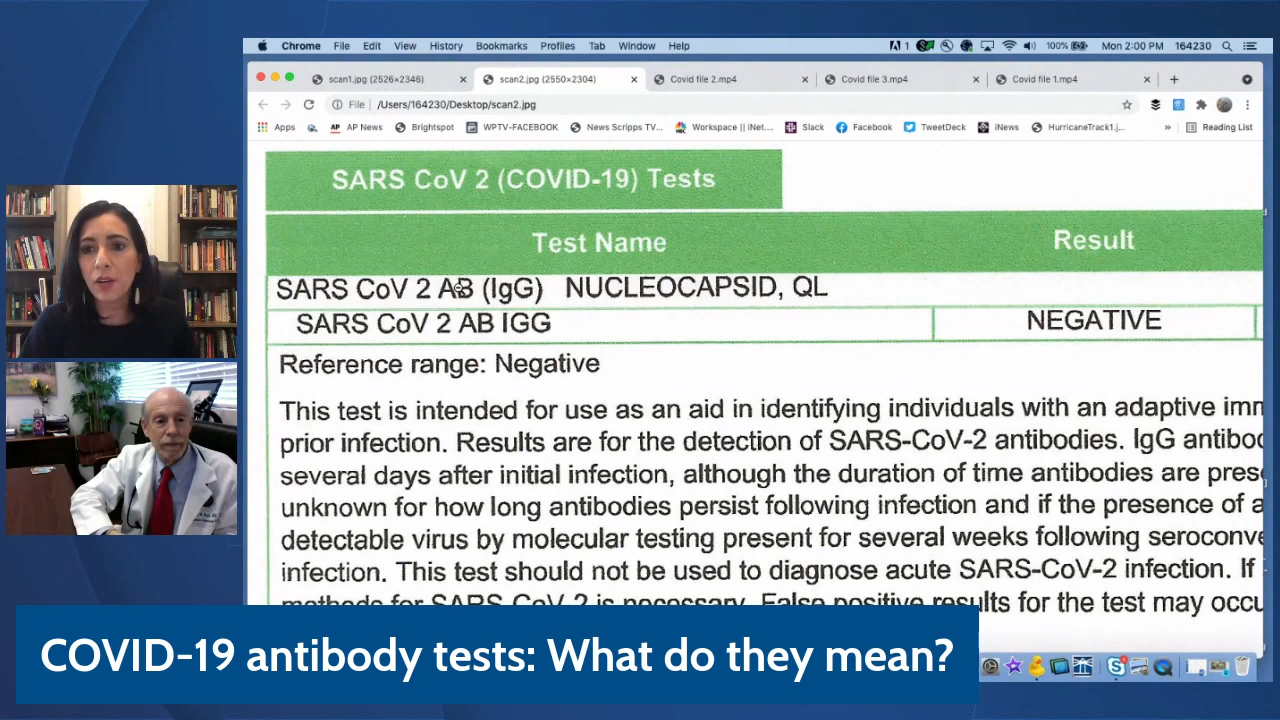 Chrome File Edit View History Bookmarks Profiles Tab Window Help
1 100% Mon 2:00 PM 164230
scan1.jpg (2526×2346) scan2.jpg (2550×2304) Covid file 2.mp4 Covid file 3.mp4 Covid file 1.mp4
File /Users/164230/Desktop/scan2.jpg
Apps AP AP News Brightspot WPTV-FACEBOOK News Scripps TV... Workspace || iNet.... Slack Facebook TweetDeck iNews HurricaneTrack1.j... » Reading List
SARS CoV 2 (COVID-19) Tests
Test Name Result
SARS CoV 2 AB (IgG) NUCLEOCAPSID, QL
SARS CoV 2 AB IGG NEGATIVE
Reference range: Negative
This test is intended for use as an aid in identifying individuals with an adaptive imm
prior infection. Results are for the detection of SARS-CoV-2 antibodies. IgG antiboc
several days after initial infection, although the duration of time antibodies are pres
unknown for how long antibodies persist following infection and if the presence of a
detectable virus by molecular testing present for several weeks following seroconve
infection. This test should not be used to diagnose acute SARS-CoV-2 infection. If
methods for SARS-CoV-2 is necessary. False positive results for the test may occu
COVID-19 antibody tests: What do they mean?